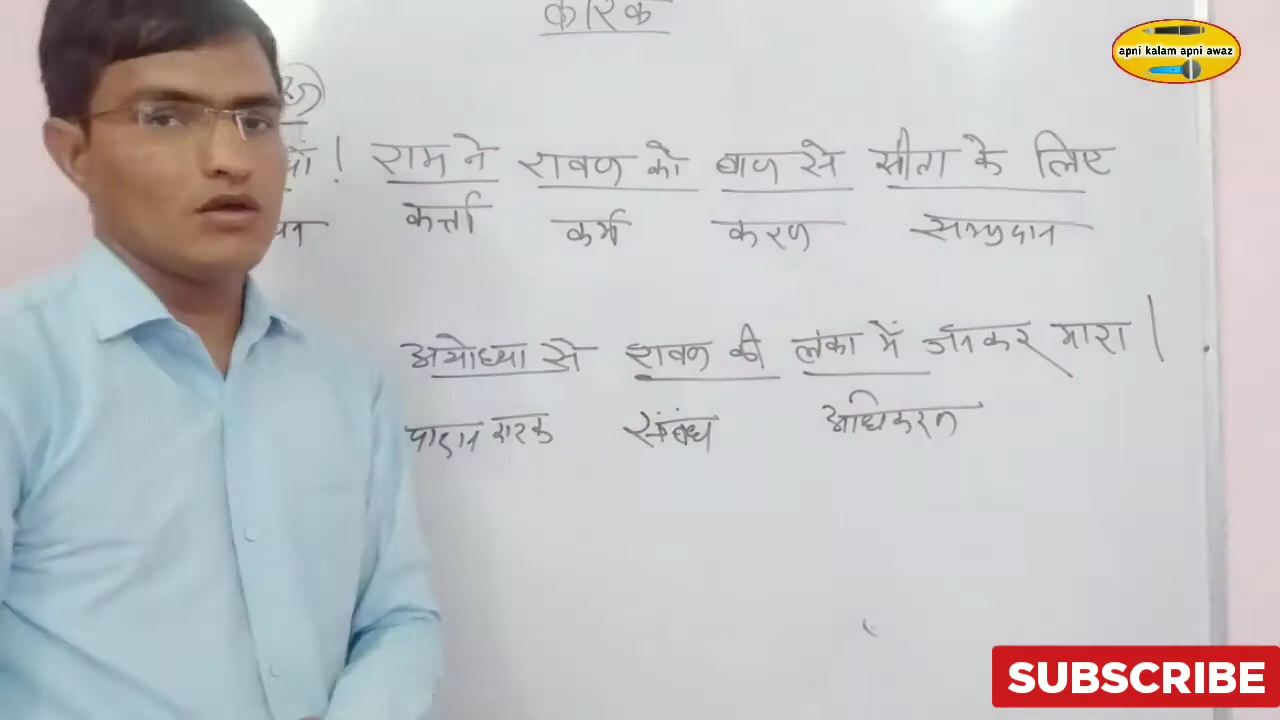 कारक
apni kalam apni awaz
! राम ने रावण को बाण से सीता के लिए
कर्त्ता कर्म करण सम्प्रदान
अयोध्या से रावण की लंका में जाकर मारा।
कारक संबंध अधिकरण
SUBSCRIBE